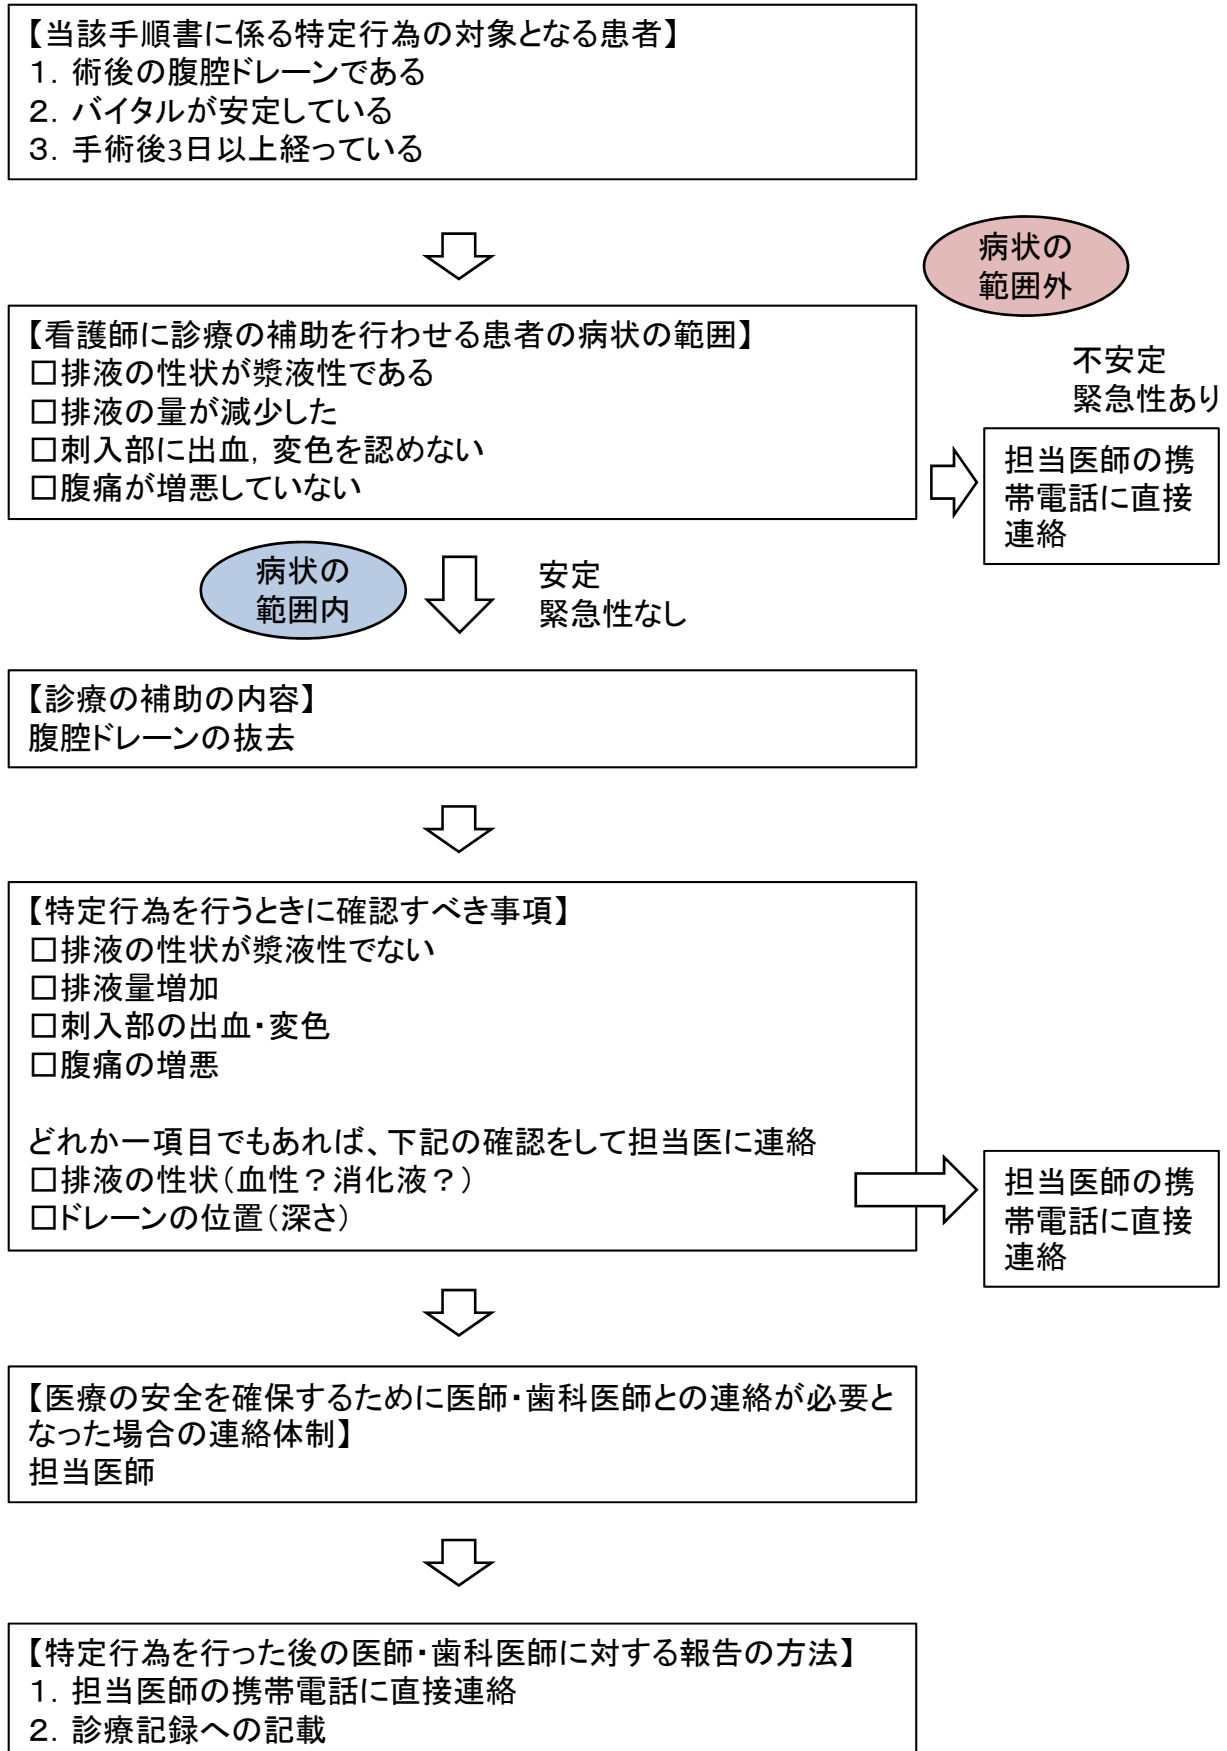 【当該手順書に係る特定行為の対象となる患者】
１．術後の腹腔ドレーンである
２．バイタルが安定している
３．手術後3日以上経っている
病状の
範囲外
【看護師に診療の補助を行わせる患者の病状の範囲】
□排液の性状が漿液性である
□排液の量が減少した
□刺入部に出血，変色を認めない
□腹痛が増悪していない
不安定
緊急性あり
担当医師の携
帯電話に直接
連絡
病状の
範囲内
安定
緊急性なし
【診療の補助の内容】
腹腔ドレーンの抜去
【特定行為を行うときに確認すべき事項】
□排液の性状が漿液性でない
□排液量増加
□刺入部の出血・変色
□腹痛の増悪
どれか一項目でもあれば、下記の確認をして担当医に連絡
□排液の性状（血性？消化液？）
□ドレーンの位置（深さ）
担当医師の携
帯電話に直接
連絡
【医療の安全を確保するために医師・歯科医師との連絡が必要と
なった場合の連絡体制】
担当医師
【特定行為を行った後の医師・歯科医師に対する報告の方法】
１．担当医師の携帯電話に直接連絡
２．診療記録への記載